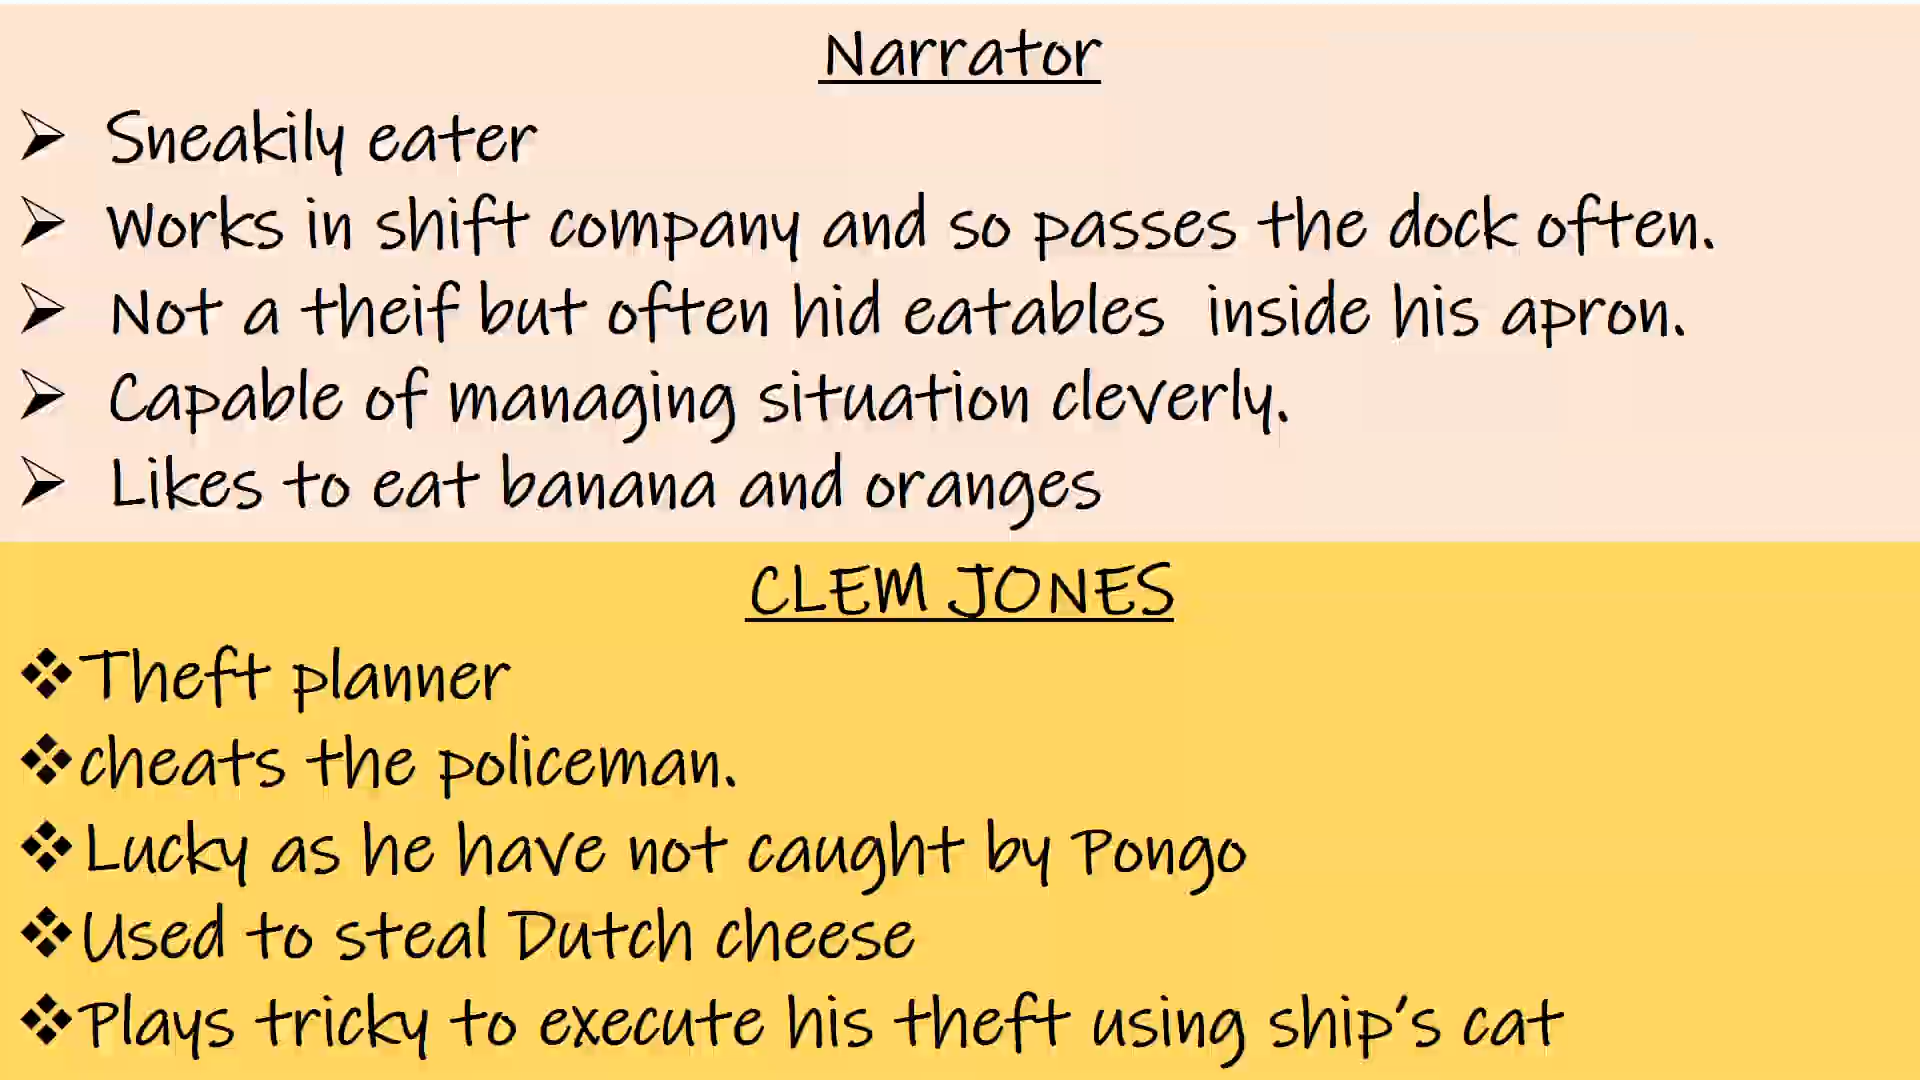 Narrator
➢ Sneakily eater
➢ Works in shift company and so passes the dock often.
➢ Not a theif but often hid eatables inside his apron.
➢ Capable of managing situation cleverly.
➢ Likes to eat banana and oranges
CLEM JONES
❖Theft planner
❖cheats the policeman.
❖Lucky as he have not caught by Pongo
❖Used to steal Dutch cheese
❖Plays tricky to execute his theft using ship's cat